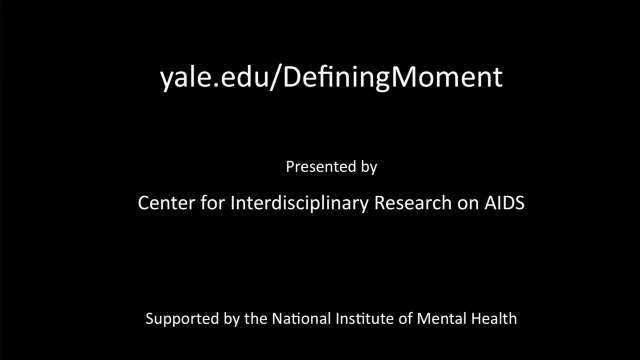 yale.edu/DefiningMoment
Presented by
Center for Interdisciplinary Research on AIDS
Supported by the National Institute of Mental Health